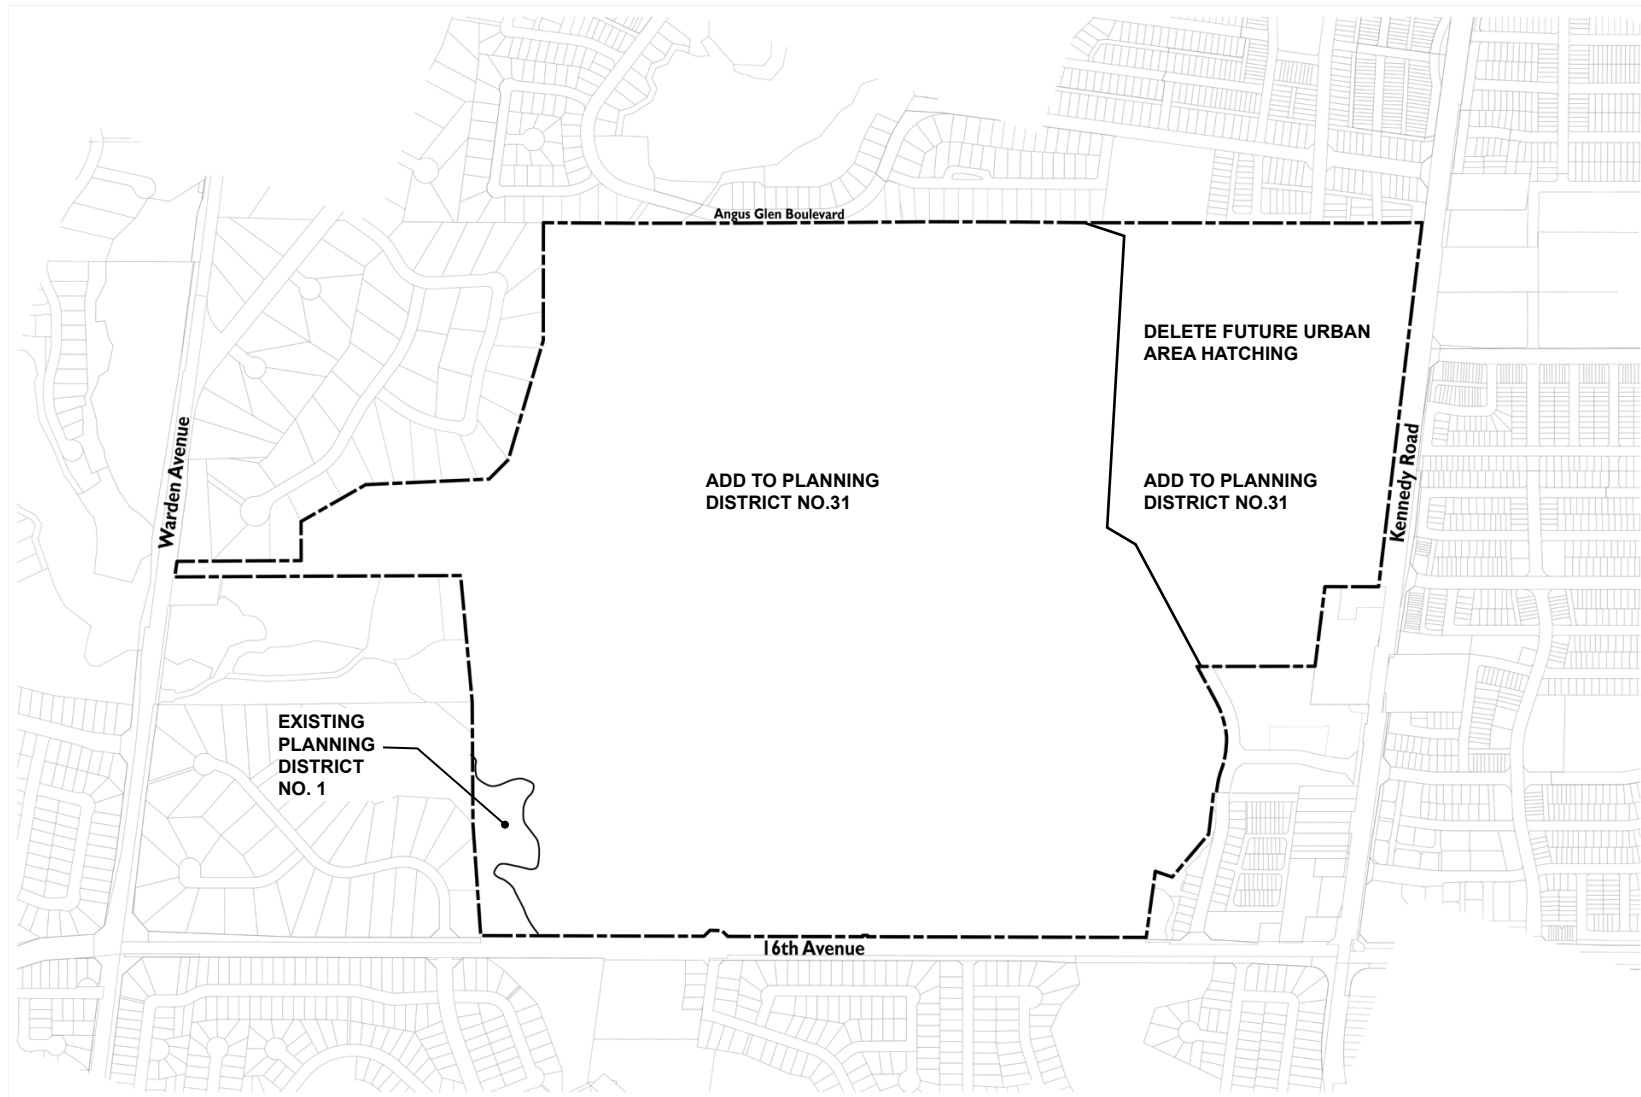 Angus Glen Boulevard
DELETE FUTURE URBAN
AREA HATCHING
Warden Avenue
Kennedy Road
ADD TO PLANNING
DISTRICT NO.31
ADD TO PLANNING
DISTRICT NO.31
EXISTING
PLANNING
DISTRICT
NO. 1
16th Avenue